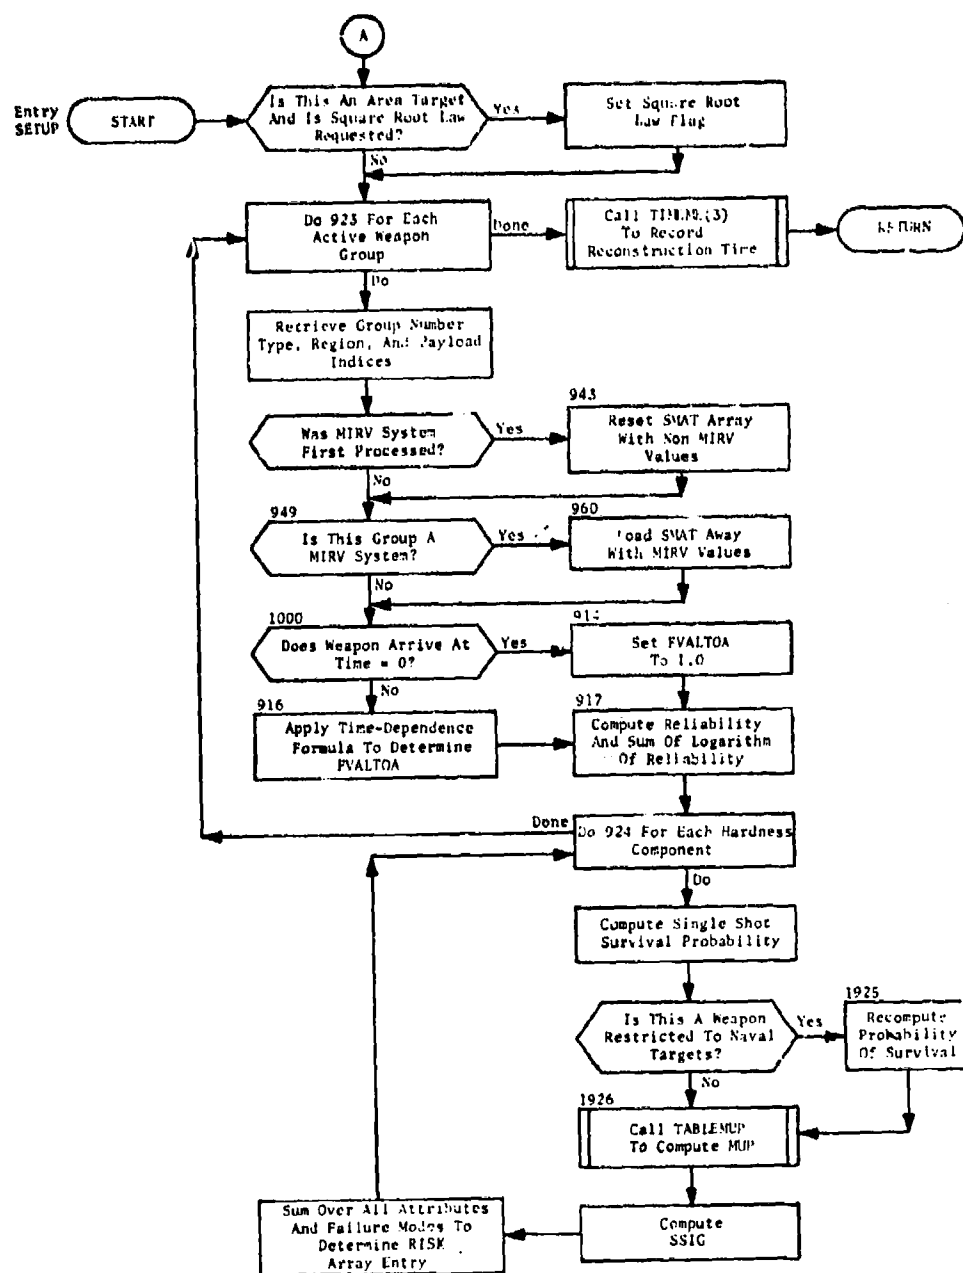 A
Entry
SETUP
START
Is This An Area Target
And Is Square Root Law
Requested?
Yes
Set Square Root
Law Flag
No
Do 923 For Each
Active Weapon
Group
Done
Call
To Record
Reconstruction Time
RETURN
Do
Retrieve Group Number
Type, Region, And Payload
Indices
943
Was MIRV System
First Processed?
Yes
Reset SMAT Array
With Non MIRV
Values
No
949
960
Is This Group A
MIRV System?
Yes
Load SMAT Away
With MIRV Values
No
1000
914
Does Weapon Arrive At
Time = 0?
Yes
Set FVALTOA
To 1.0
No
916
917
Apply Time-Dependence
Formula To Determine
FVALTOA
Compute Reliability
And Sum Of Logarithm
Of Reliability
Done
Do 924 For Each Hardness
Component
Do
Compute Single Shot
Survival Probability
1925
Is This A Weapon
Restricted To Naval
Targets?
Yes
Recompute
Probability
Of Survival
No
1926
Call TABLEMUP
To Compute MUP
Sum Over All Attributes
And Failure Modes To
Determine RISK
Array Entry
Compute
SSIG